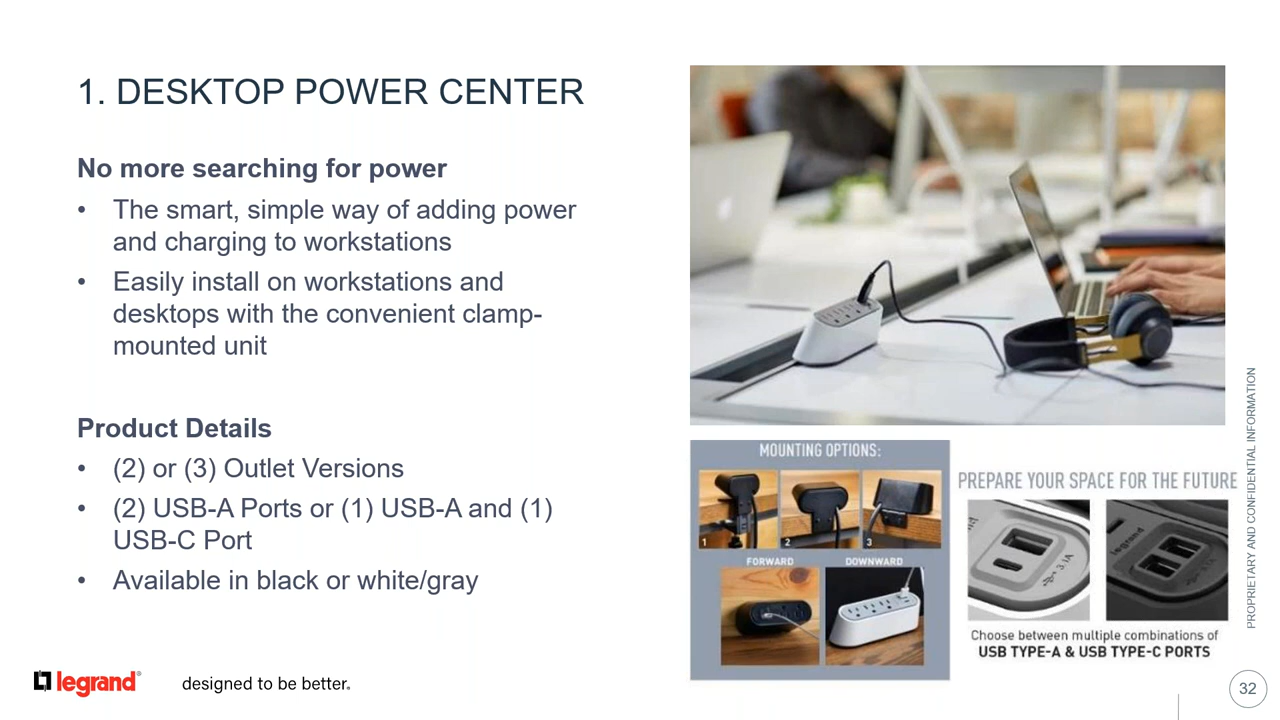 1. DESKTOP POWER CENTER
No more searching for power
• The smart, simple way of adding power
and charging to workstations
• Easily install on workstations and
desktops with the convenient clamp-
mounted unit
Product Details
• (2) or (3) Outlet Versions
• (2) USB-A Ports or (1) USB-A and (1)
USB-C Port
• Available in black or white/gray
MOUNTING OPTIONS:
1
2
3
FORWARD
DOWNWARD
PREPARE YOUR SPACE FOR THE FUTURE
3.1A
legrand
Choose between multiple combinations of
USB TYPE-A & USB TYPE-C PORTS
PROPRIETARY AND CONFIDENTIAL INFORMATION
legrand®
designed to be better.
32